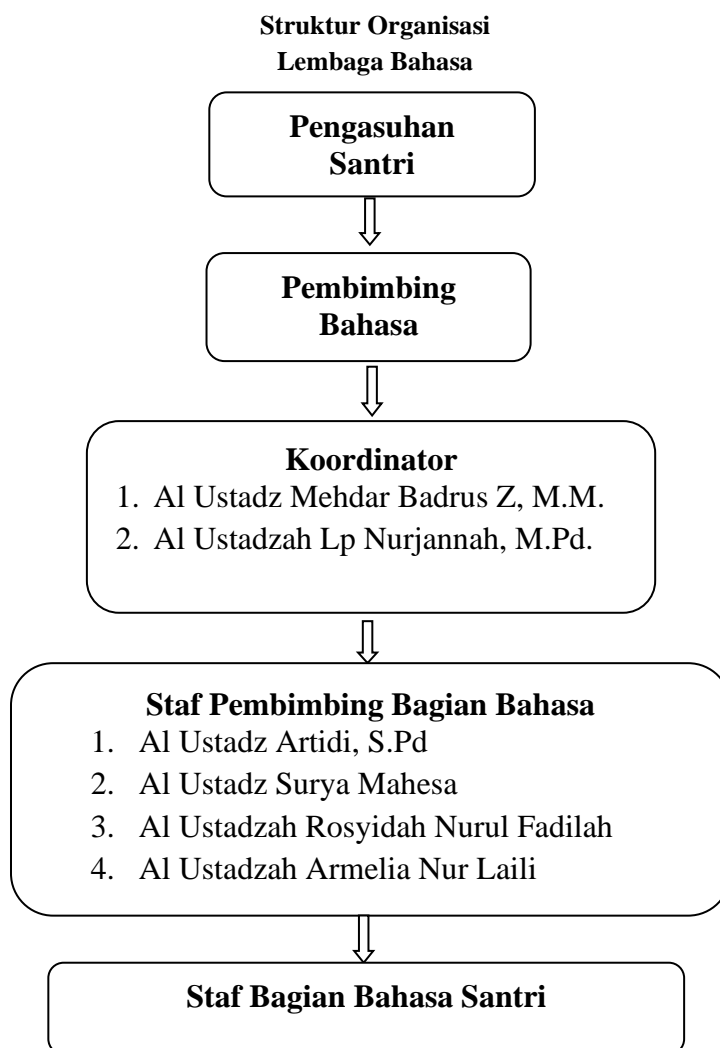 Struktur Organisasi
Lembaga Bahasa
Pengasuhan
Santri
Pembimbing
Bahasa
Koordinator
1. Al Ustadz Mehdar Badrus Z, M.M.
2. Al Ustadzah Lp Nurjannah, M.Pd.
Staf Pembimbing Bagian Bahasa
1. Al Ustadz Artidi, S.Pd
2. Al Ustadz Surya Mahesa
3. Al Ustadzah Rosyidah Nurul Fadilah
4. Al Ustadzah Armelia Nur Laili
Staf Bagian Bahasa Santri